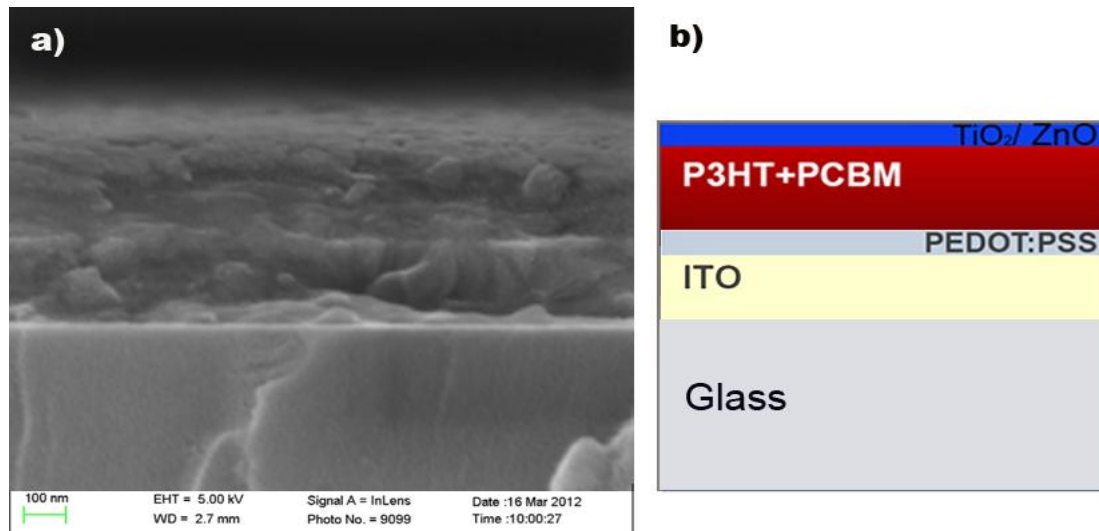 a)
100 nm
EHT = 5.00 kV
Signal A = InLens
Date :16 Mar 2012
WD = 2.7 mm
Photo No. = 9099
Time :10:00:27
b)
TiO₂/ ZnO
P3HT+PCBM
PEDOT:PSS
ITO
Glass